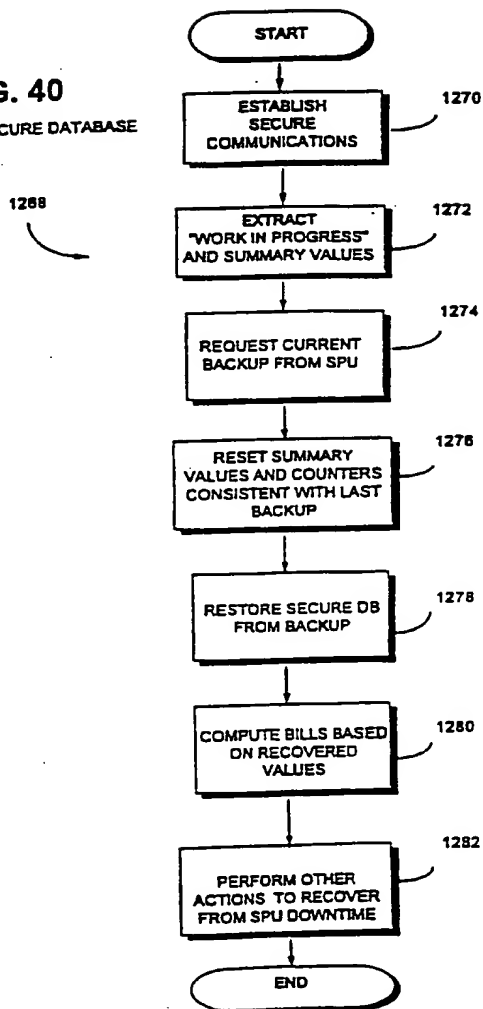 START
G. 40
CURE DATABASE
1268
ESTABLISH
SECURE
COMMUNICATIONS
1270
EXTRACT
"WORK IN PROGRESS"
AND SUMMARY VALUES
1272
REQUEST CURRENT
BACKUP FROM SPU
1274
RESET SUMMARY
VALUES AND COUNTERS
CONSISTENT WITH LAST
BACKUP
1276
RESTORE SECURE DB
FROM BACKUP
1278
COMPUTE BILLS BASED
ON RECOVERED
VALUES
1280
PERFORM OTHER
ACTIONS TO RECOVER
FROM SPU DOWNTIME
1282
END